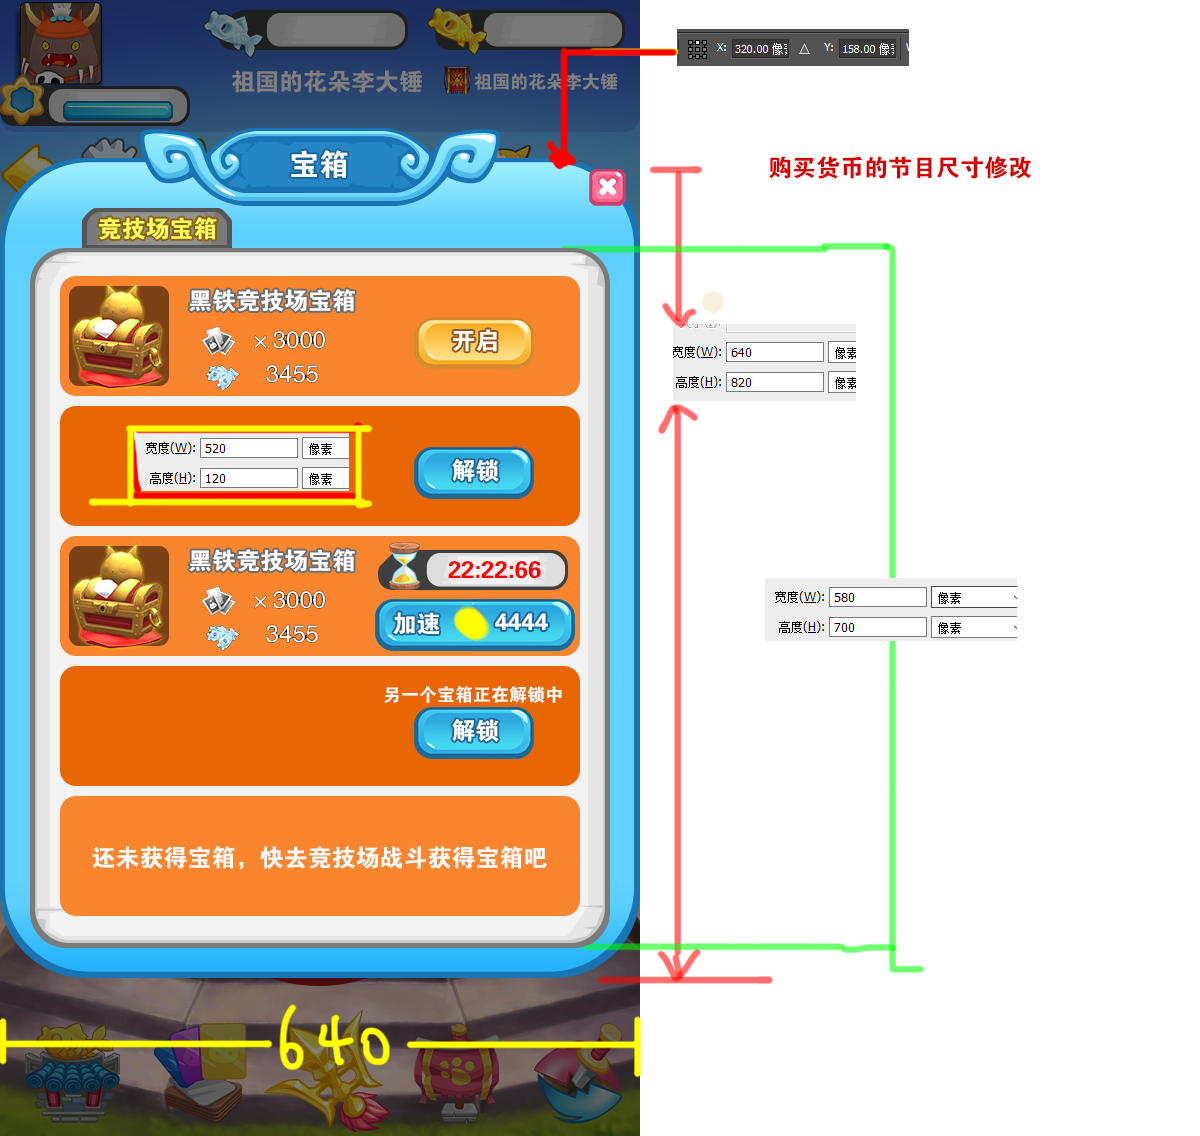 X: 320.00 像素 △ Y: 158.00 像素
祖国的花朵李大锤
祖国的花朵李大锤
宝箱
购买货币的节目尺寸修改
竞技场宝箱
黑铁竞技场宝箱
× 3000
3455
开启
宽度(W): 640 像素
高度(H): 820 像素
宽度(W): 520 像素
高度(H): 120 像素
解锁
黑铁竞技场宝箱
× 3000
3455
22:22:66
加速 4444
宽度(W): 580 像素
高度(H): 700 像素
另一个宝箱正在解锁中
解锁
还未获得宝箱，快去竞技场战斗获得宝箱吧
640